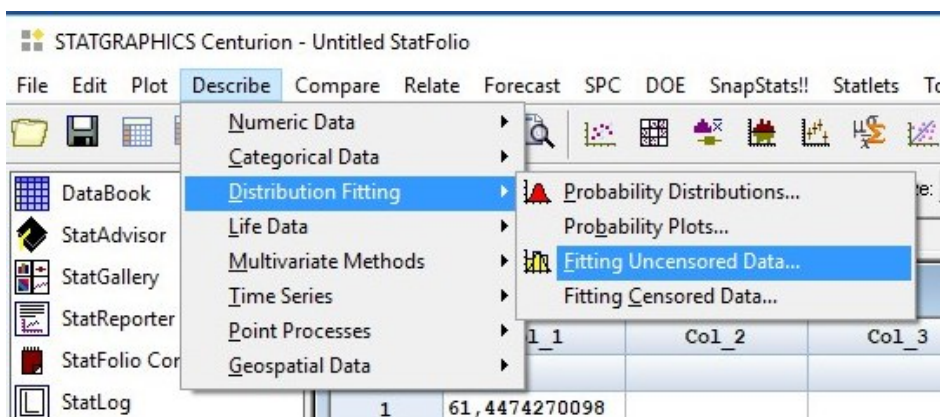 STATGRAPHICS Centurion - Untitled StatFolio
File Edit Plot Describe Compare Relate Forecast SPC DOE SnapStats!! Statlets
Numeric Data
Categorical Data
Distribution Fitting
Life Data
Multivariate Methods
Time Series
Point Processes
Geospatial Data
Probability Distributions...
Probability Plots...
Fitting Uncensored Data...
Fitting Censored Data...
DataBook
StatAdvisor
StatGallery
StatReporter
StatFolio
StatLog
Col_2 Col_3
1 61,4474270098